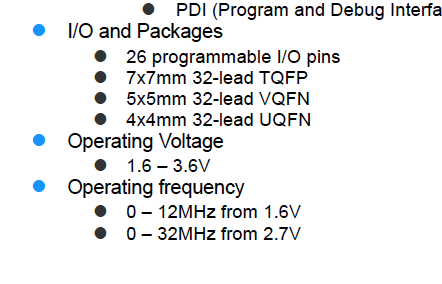 PDI (Program and Debug Interfa
I/O and Packages
26 programmable I/O pins
7x7mm 32-lead TQFP
5x5mm 32-lead VQFN
4x4mm 32-lead UQFN
Operating Voltage
1.6 – 3.6V
Operating frequency
0 – 12MHz from 1.6V
0 – 32MHz from 2.7V